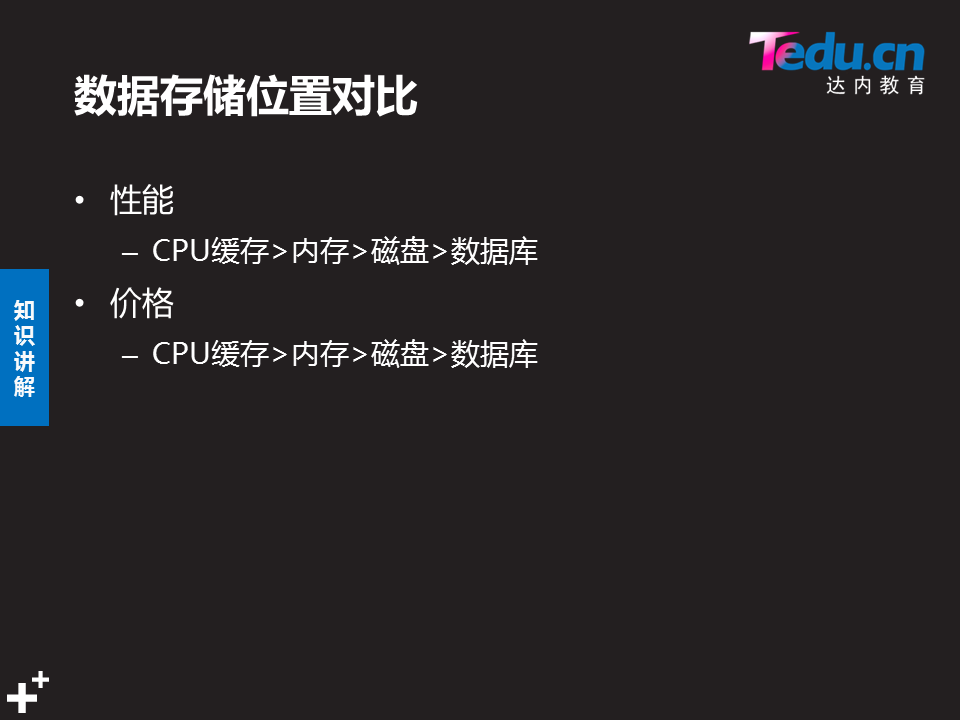 Tedu.cn
达内教育
数据存储位置对比
• 性能
– CPU缓存>内存>磁盘>数据库
• 价格
– CPU缓存>内存>磁盘>数据库
知识讲解